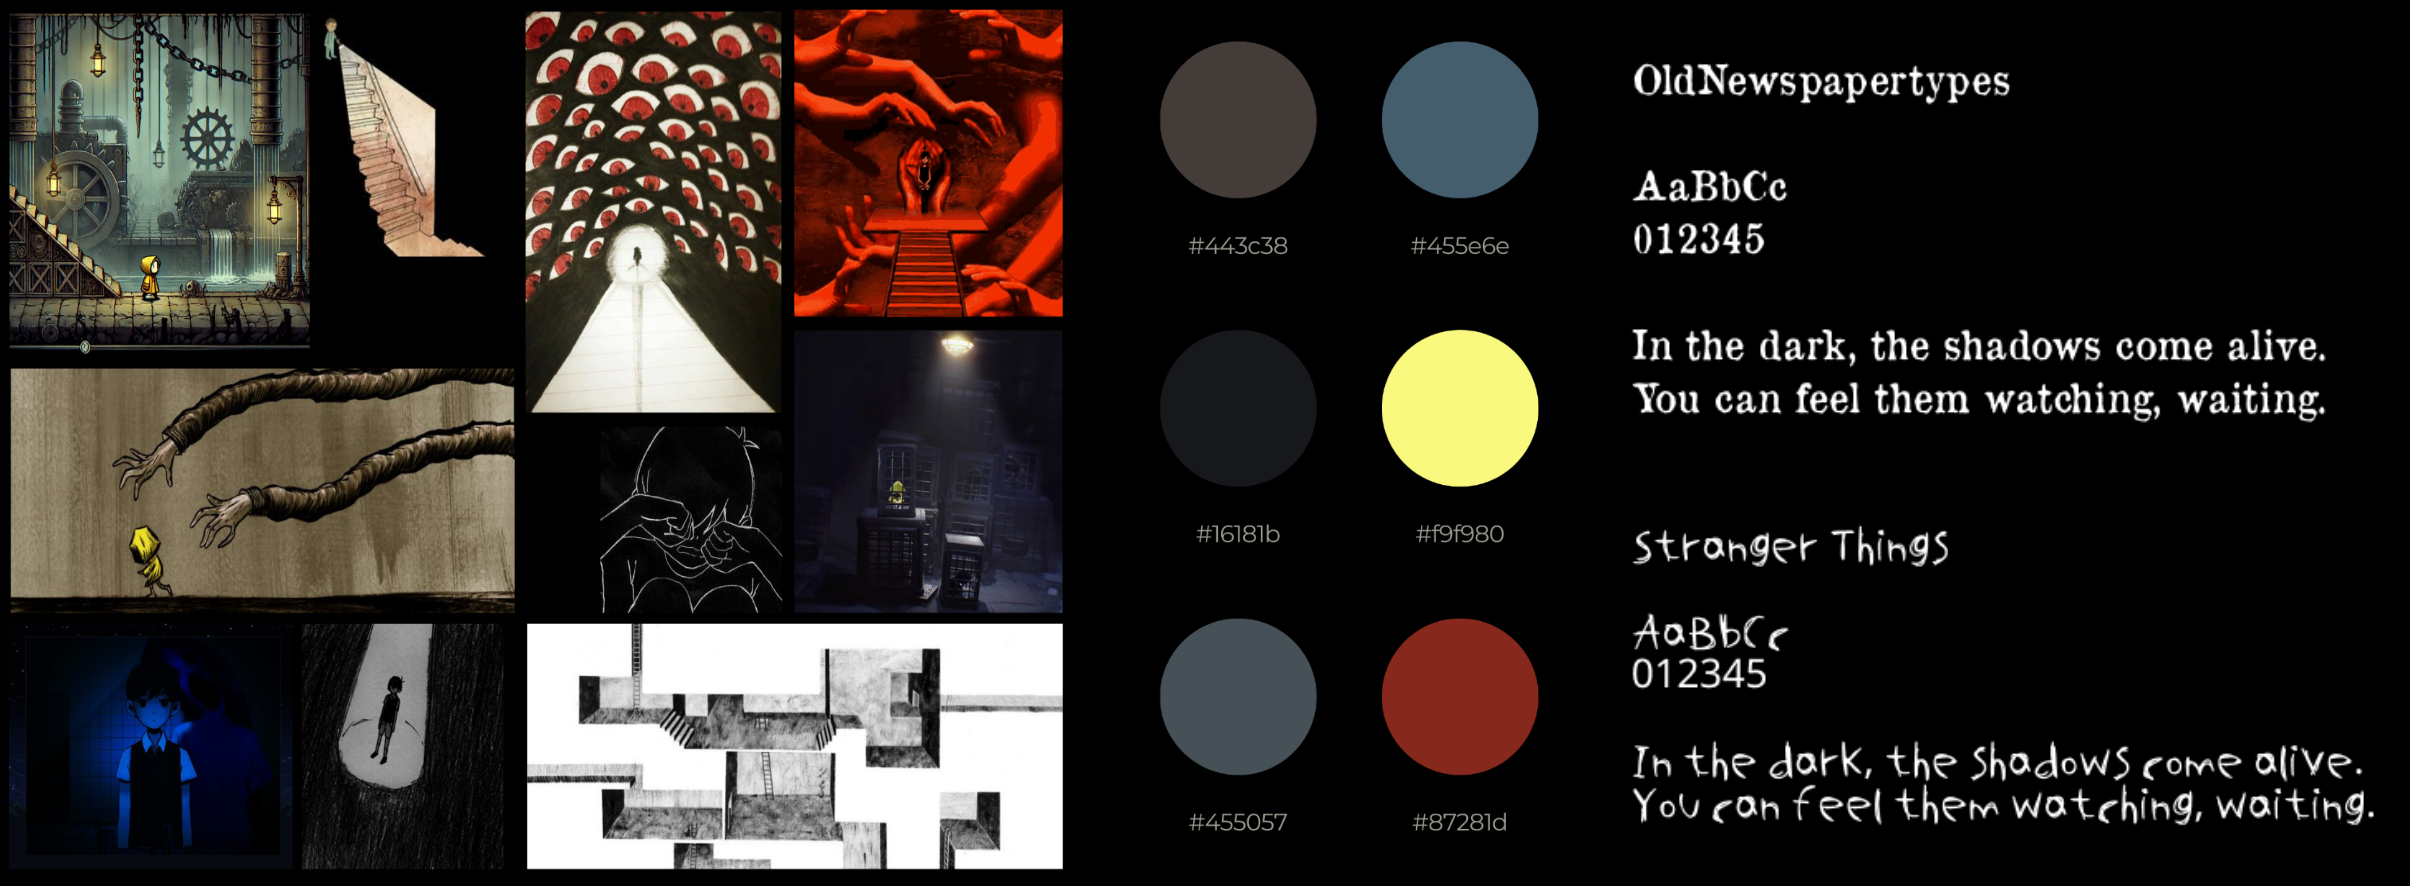 #443c38
#455e6e
#16181b
#f9f980
#455057
#87281d
OldNewspapertypes
AaBbCc
012345
In the dark, the shadows come alive.
You can feel them watching, waiting.
Stranger Things
AaBbCc
012345
In the dark, the shadows come alive.
You can feel them watching, waiting.